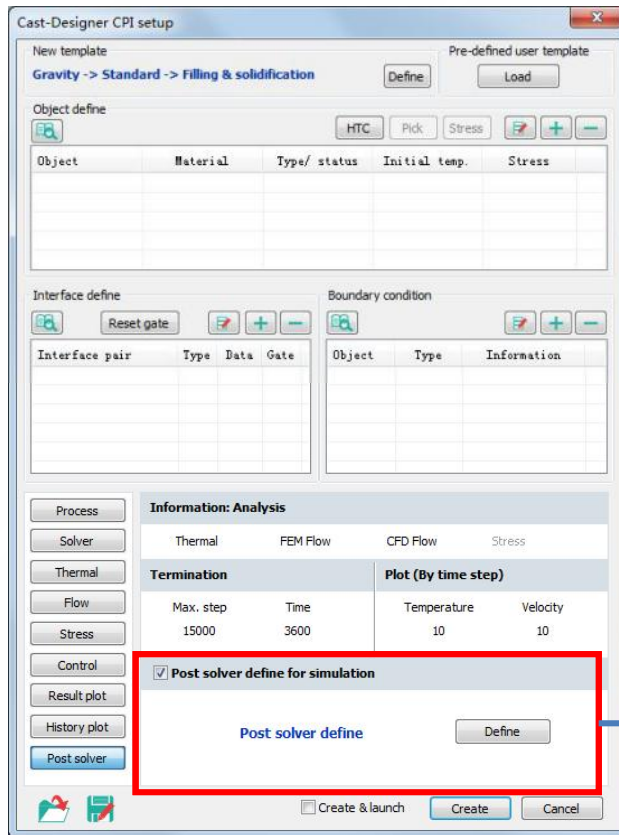 Cast-Designer CPI setup
New template
Pre-defined user template
Gravity -> Standard -> Filling & solidification
Define
Load
Object define
HTC
Pick
Stress
Object
Material
Type/ status
Initial temp.
Stress
Interface define
Boundary condition
Reset gate
Interface pair
Type
Data
Gate
Object
Type
Information
Process
Solver
Thermal
Flow
Stress
Control
Result plot
History plot
Post solver
Information: Analysis
Thermal
FEM Flow
CFD Flow
Stress
Termination
Plot (By time step)
Max. step
Time
Temperature
Velocity
15000
3600
10
10
Post solver define for simulation
Post solver define
Define
Create & launch
Create
Cancel